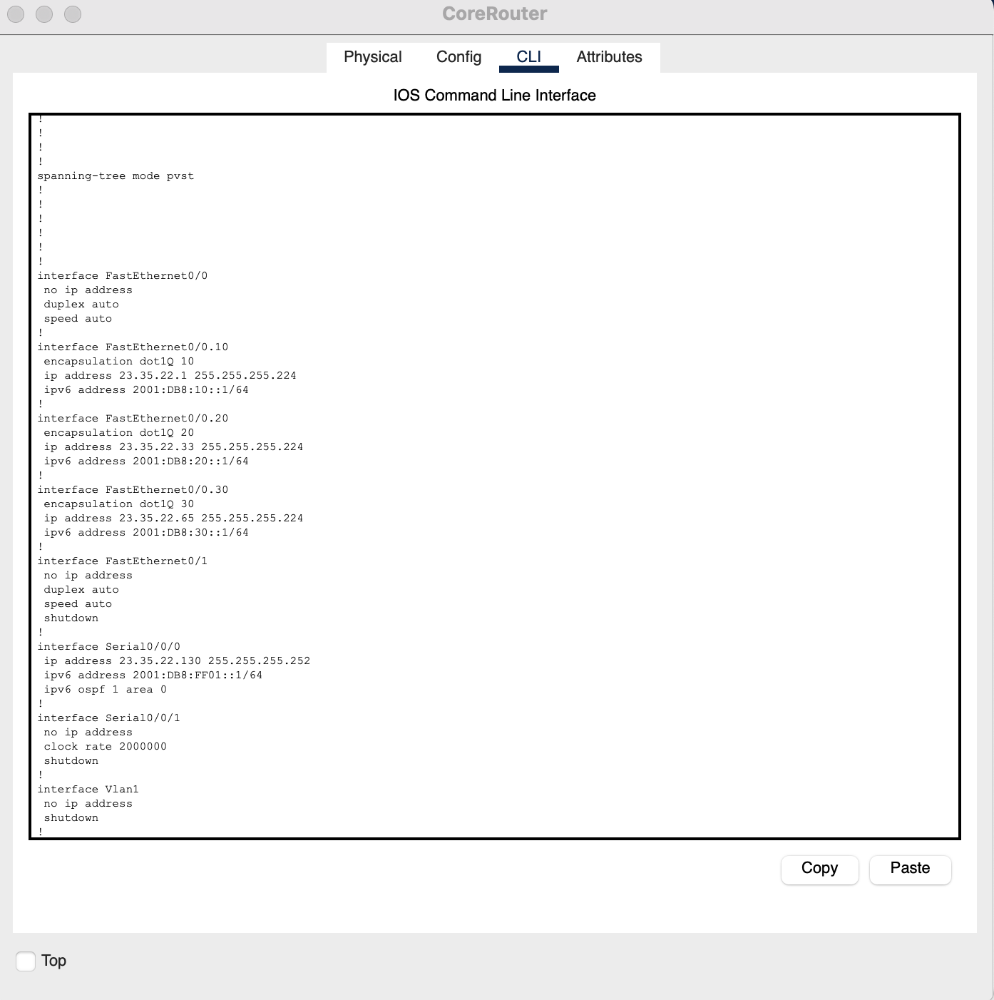 CoreRouter
Physical Config CLI Attributes
IOS Command Line Interface
!
!
!
!
spanning-tree mode pvst
!
!
!
!
!
!
interface FastEthernet0/0
 no ip address
 duplex auto
 speed auto
!
interface FastEthernet0/0.10
 encapsulation dot1Q 10
 ip address 23.35.22.1 255.255.255.224
 ipv6 address 2001:DB8:10::1/64
!
interface FastEthernet0/0.20
 encapsulation dot1Q 20
 ip address 23.35.22.33 255.255.255.224
 ipv6 address 2001:DB8:20::1/64
!
interface FastEthernet0/0.30
 encapsulation dot1Q 30
 ip address 23.35.22.65 255.255.255.224
 ipv6 address 2001:DB8:30::1/64
!
interface FastEthernet0/1
 no ip address
 duplex auto
 speed auto
 shutdown
!
interface Serial0/0/0
 ip address 23.35.22.130 255.255.255.252
 ipv6 address 2001:DB8:FF01::1/64
 ipv6 ospf 1 area 0
!
interface Serial0/0/1
 no ip address
 clock rate 2000000
 shutdown
!
interface Vlan1
 no ip address
 shutdown
!
Copy Paste
Top